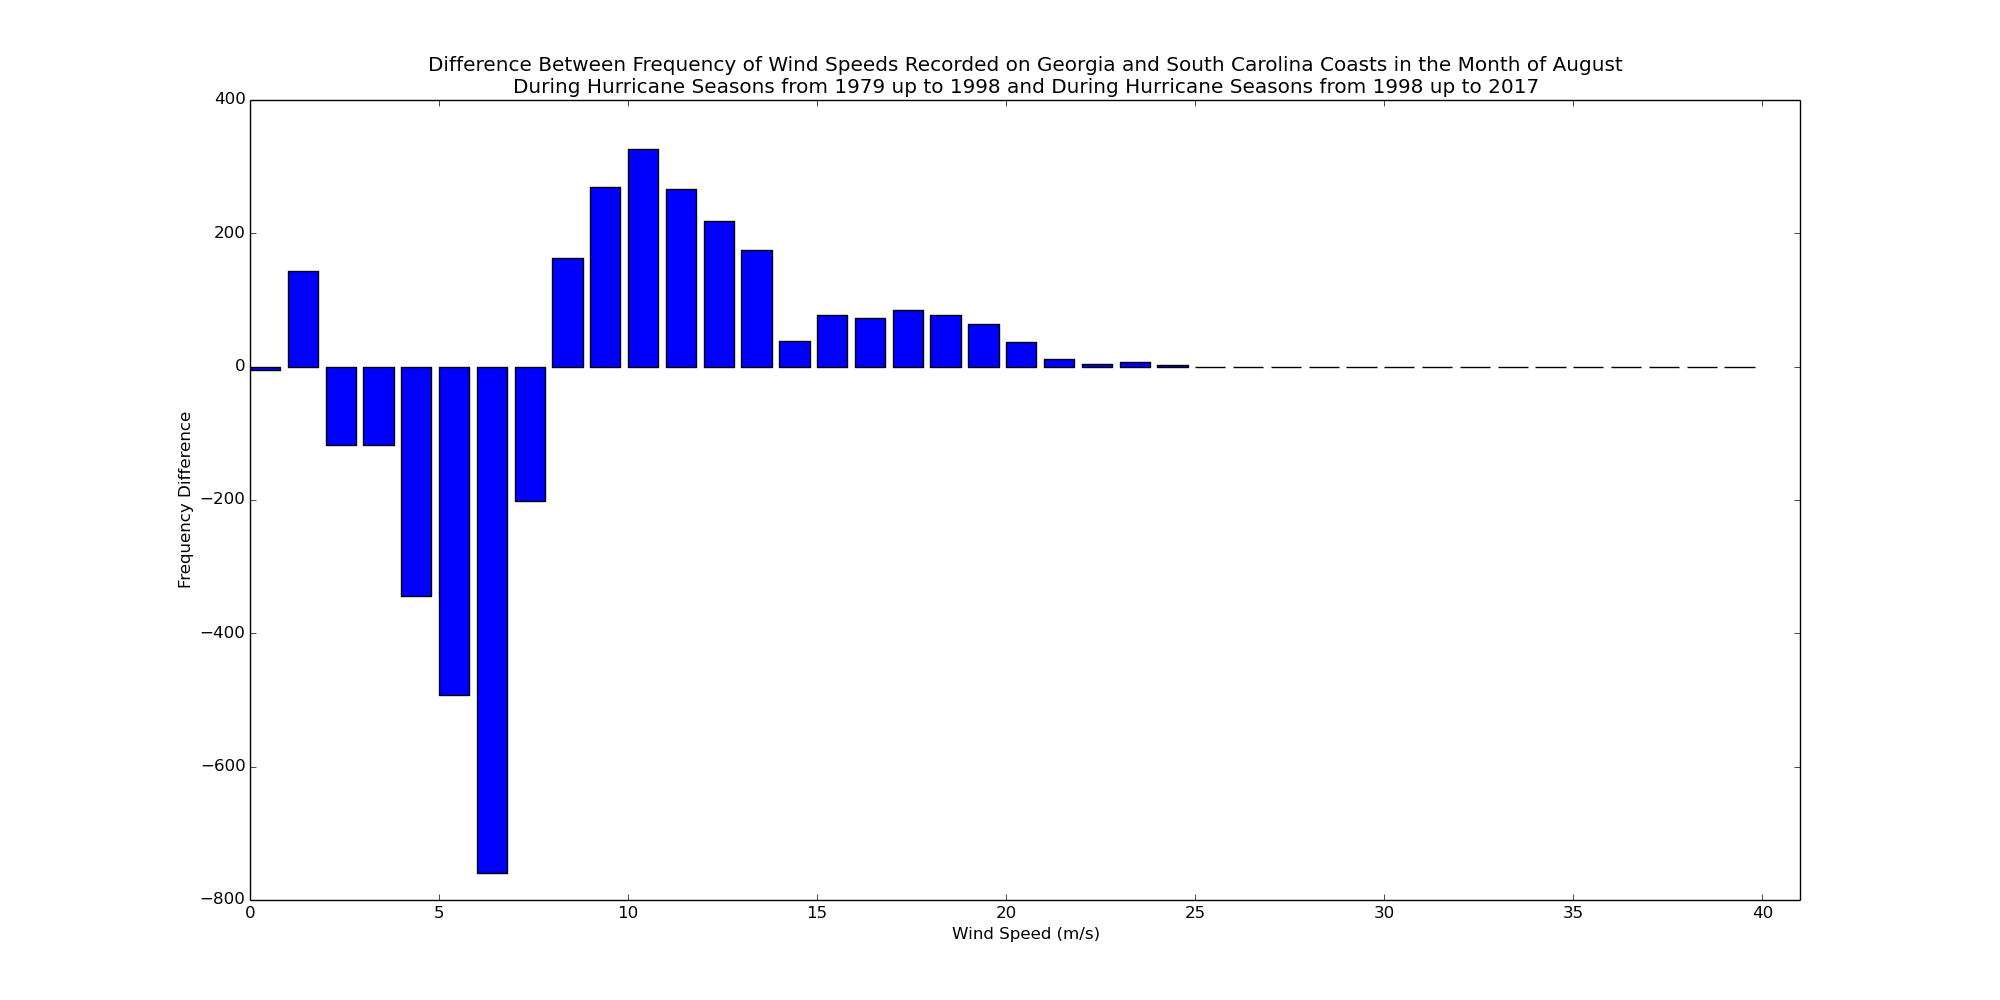 Difference Between Frequency of Wind Speeds Recorded on Georgia and South Carolina Coasts in the Month of August
During Hurricane Seasons from 1979 up to 1998 and During Hurricane Seasons from 1998 up to 2017
400
200
0
−200
−400
−600
−800
Frequency Difference
0 5 10 15 20 25 30 35 40
Wind Speed (m/s)